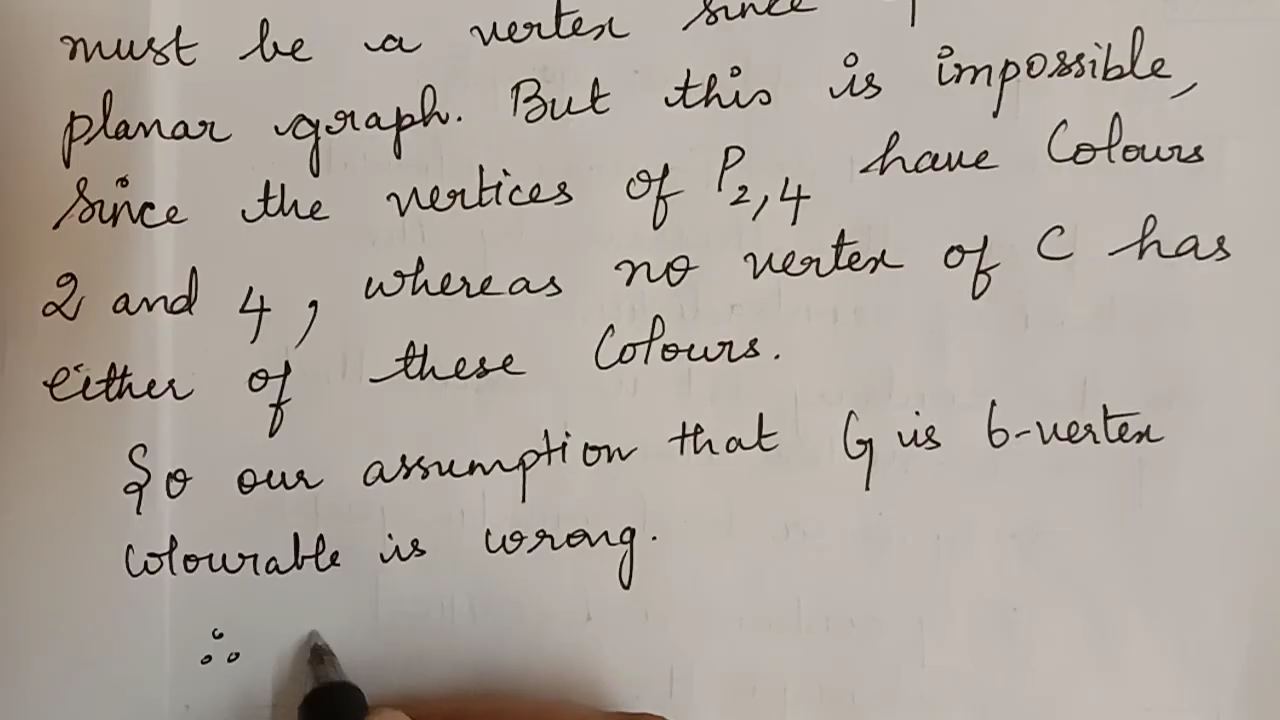 must be a vertex since
planar graph. But this is impossible,
since the vertices of P2,4 have Colours
2 and 4, whereas no vertex of C has
either of these Colours.
So our assumption that G is 6-vertex
Colourable is wrong.
∴